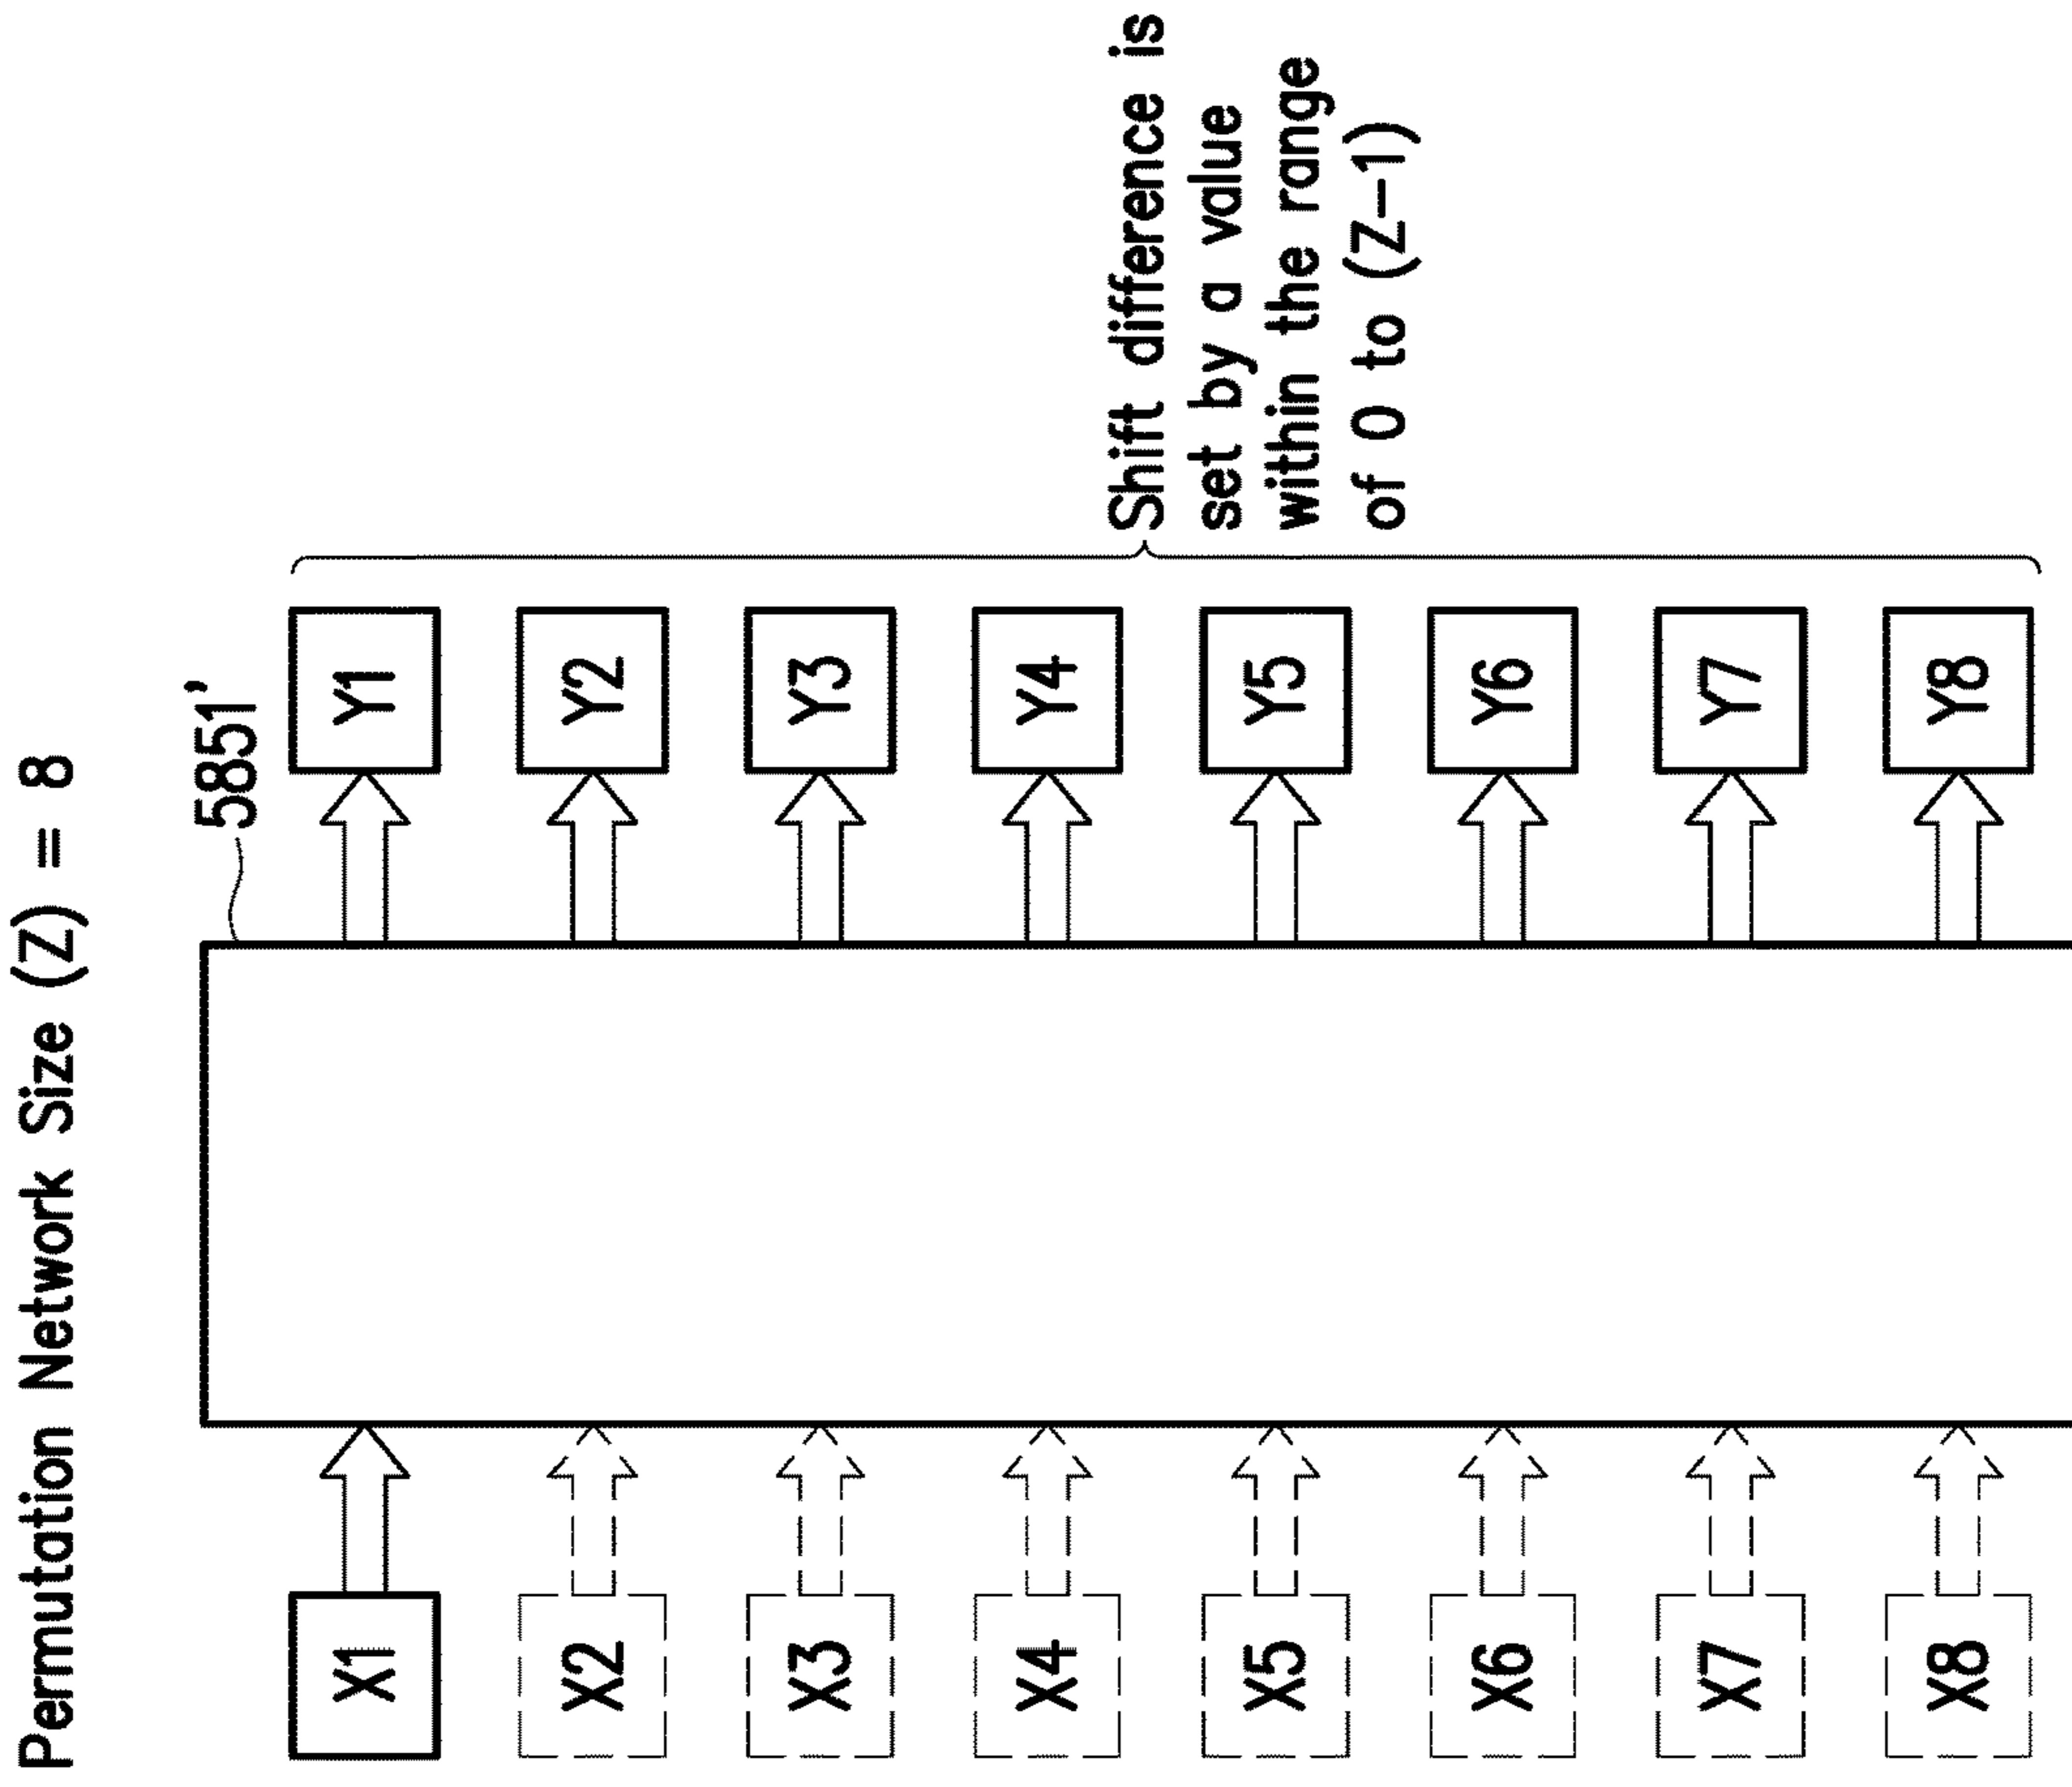 Permutation Network Size (Z) = 8
5851'
X1
Y1
X2
Y2
X3
Y3
X4
Y4
X5
Y5
X6
Y6
X7
Y7
X8
Y8
Shift difference is
set by a value
within the range
of 0 to (Z-1)